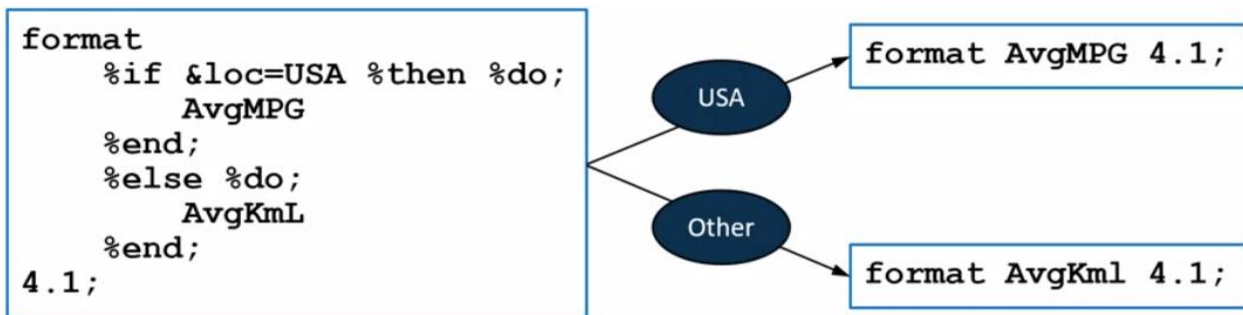 format
%if &loc=USA %then %do;
AvgMPG
%end;
%else %do;
AvgKmL
%end;
4.1;
USA
format AvgMPG 4.1;
Other
format AvgKml 4.1;